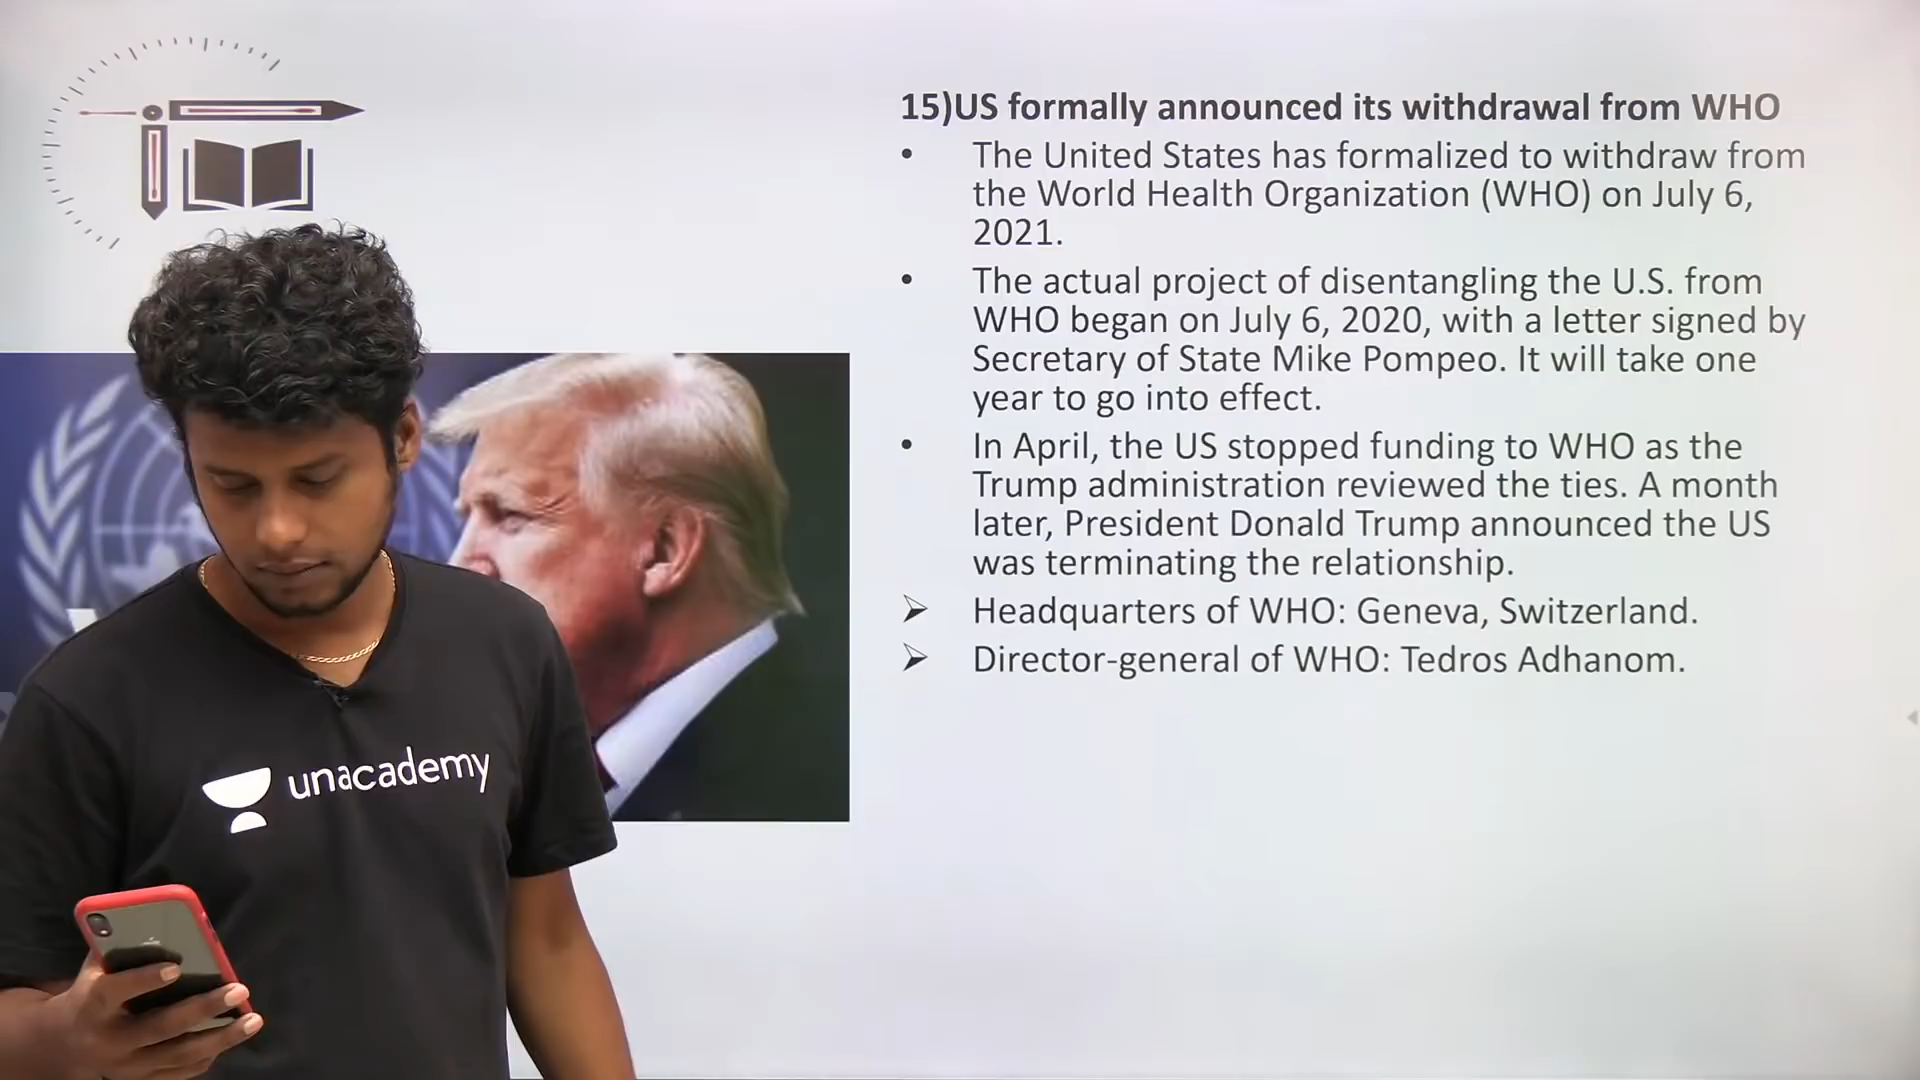 15)US formally announced its withdrawal from WHO
• The United States has formalized to withdraw from
the World Health Organization (WHO) on July 6,
2021.
• The actual project of disentangling the U.S. from
WHO began on July 6, 2020, with a letter signed by
Secretary of State Mike Pompeo. It will take one
year to go into effect.
• In April, the US stopped funding to WHO as the
Trump administration reviewed the ties. A month
later, President Donald Trump announced the US
was terminating the relationship.
➢ Headquarters of WHO: Geneva, Switzerland.
➢ Director-general of WHO: Tedros Adhanom.
unacademy